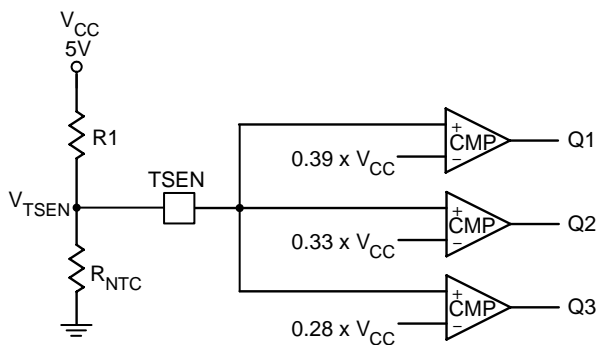 VCC
5V
R1
TSEN
VTSEN
RNTC
0.39 x VCC
+
CMP
−
Q1
0.33 x VCC
+
CMP
−
Q2
0.28 x VCC
+
CMP
−
Q3